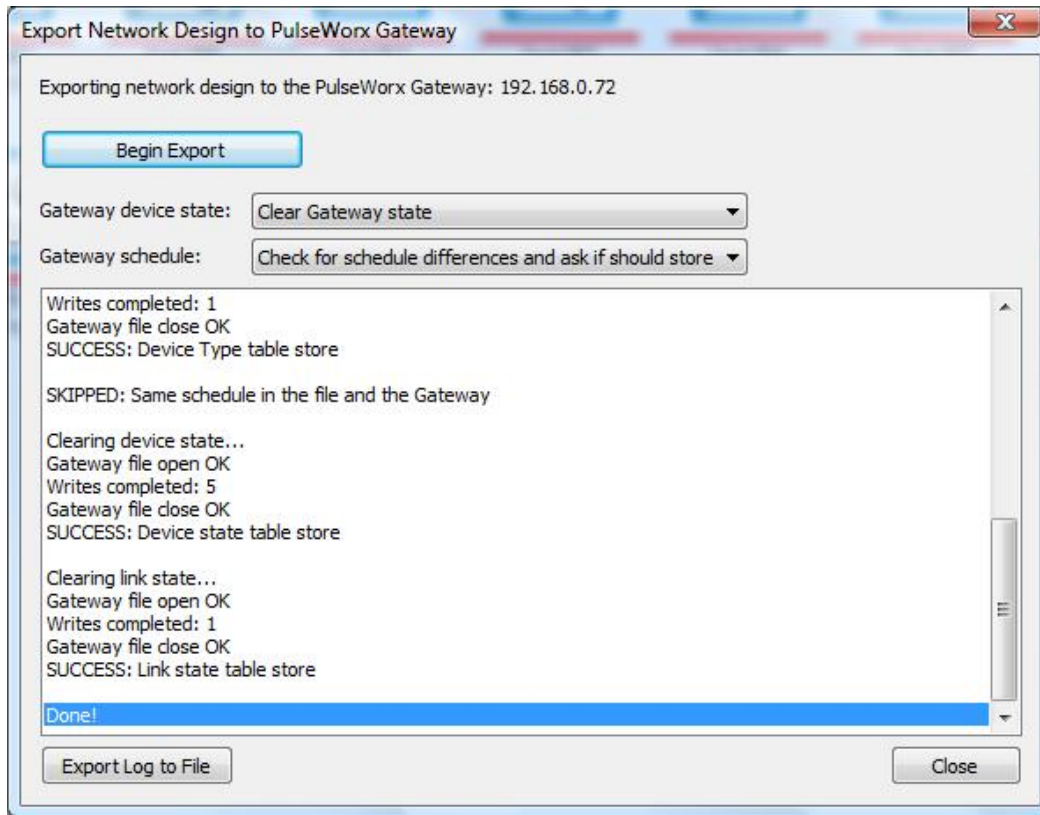 Export Network Design to PulseWorx Gateway
Exporting network design to the PulseWorx Gateway: 192.168.0.72
Begin Export
Gateway device state: Clear Gateway state
Gateway schedule: Check for schedule differences and ask if should store
Writes completed: 1
Gateway file close OK
SUCCESS: Device Type table store
SKIPPED: Same schedule in the file and the Gateway
Clearing device state...
Gateway file open OK
Writes completed: 5
Gateway file close OK
SUCCESS: Device state table store
Clearing link state...
Gateway file open OK
Writes completed: 1
Gateway file close OK
SUCCESS: Link state table store
Done!
Export Log to File Close